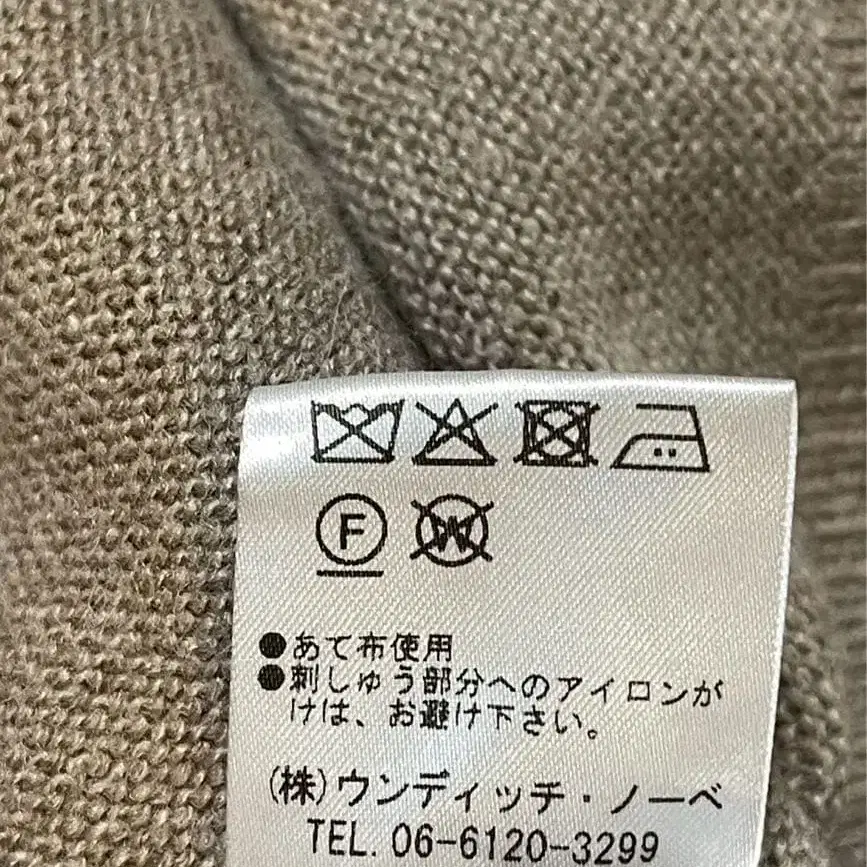 F W
●あて布使用
●刺しゅう部分へのアイロンが
けは、お避け下さい。
(株)ウンディッチ・ノーベ
TEL. 06-6120-3299